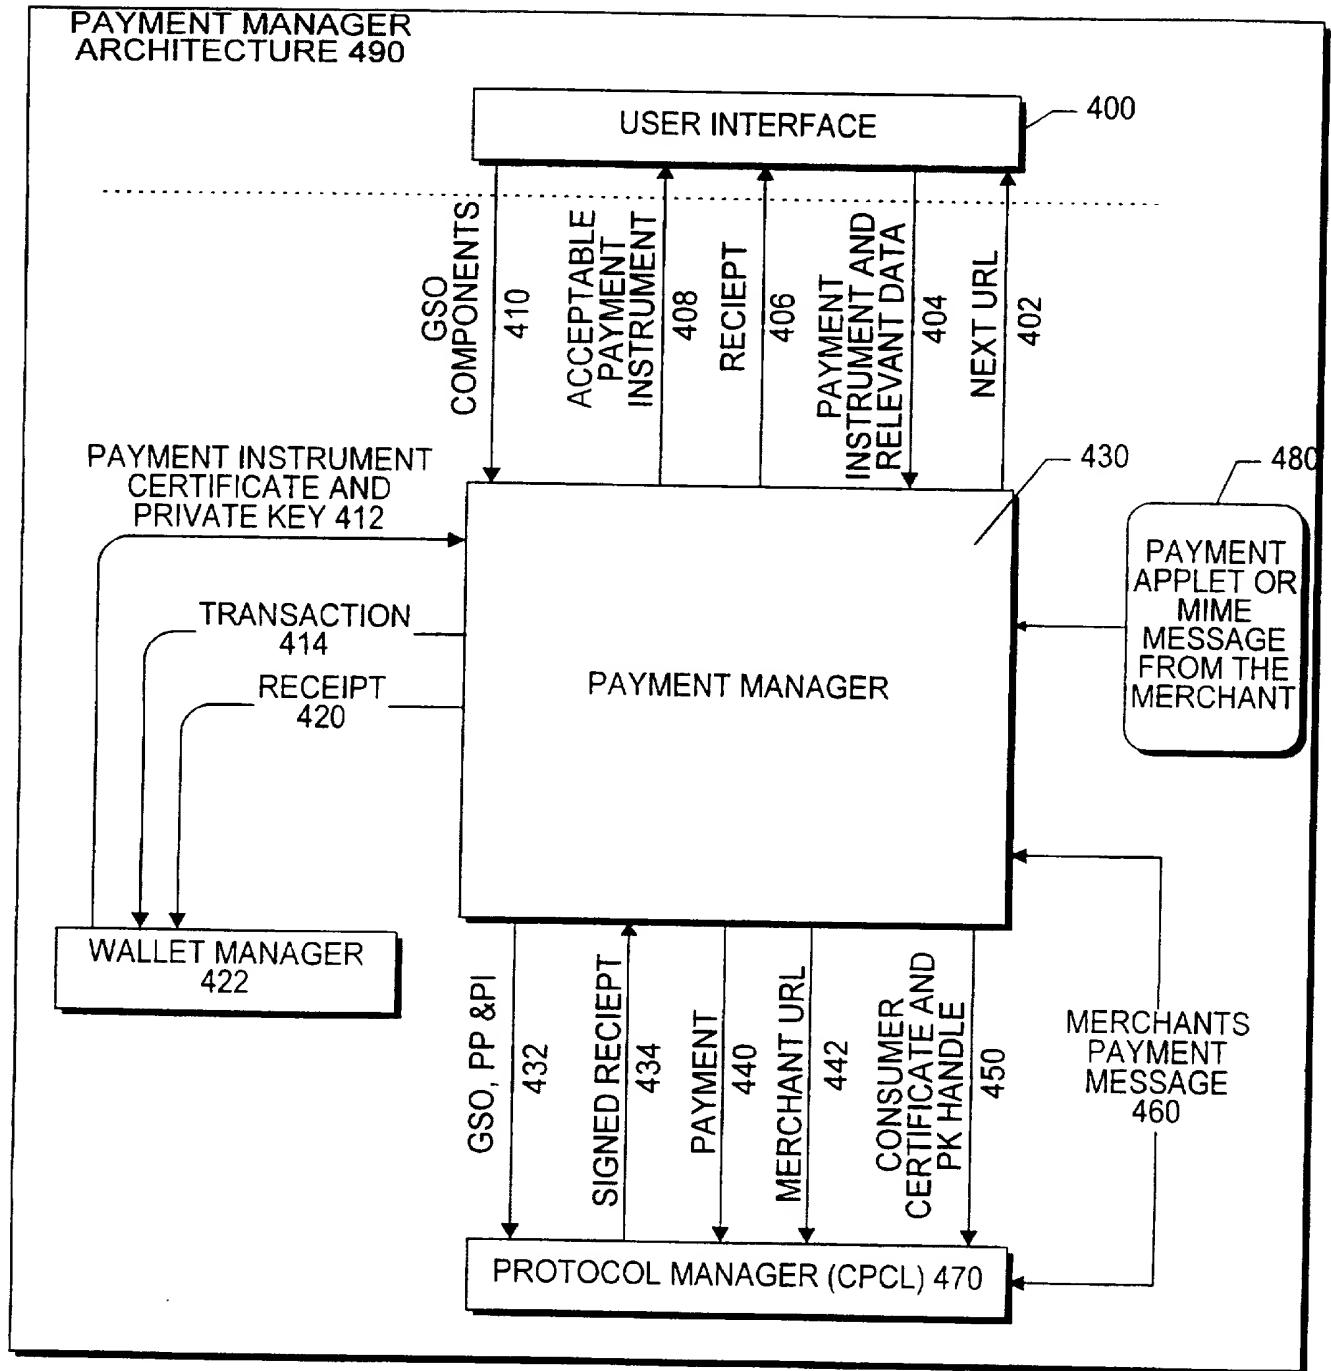 PAYMENT MANAGER
ARCHITECTURE 490
USER INTERFACE
400
GSO
COMPONENTS
410
ACCEPTABLE
PAYMENT
INSTRUMENT
408
RECIEPT
406
PAYMENT
INSTRUMENT AND
RELEVANT DATA
404
NEXT URL
402
PAYMENT INSTRUMENT
CERTIFICATE AND
PRIVATE KEY 412
430
480
TRANSACTION
414
RECEIPT
420
PAYMENT MANAGER
PAYMENT
APPLET OR
MIME
MESSAGE
FROM THE
MERCHANT
WALLET MANAGER
422
GSO, PP &PI
432
SIGNED RECIEPT
434
PAYMENT
440
MERCHANT URL
442
CONSUMER
CERTIFICATE AND
PK HANDLE
450
MERCHANTS
PAYMENT
MESSAGE
460
PROTOCOL MANAGER (CPCL) 470